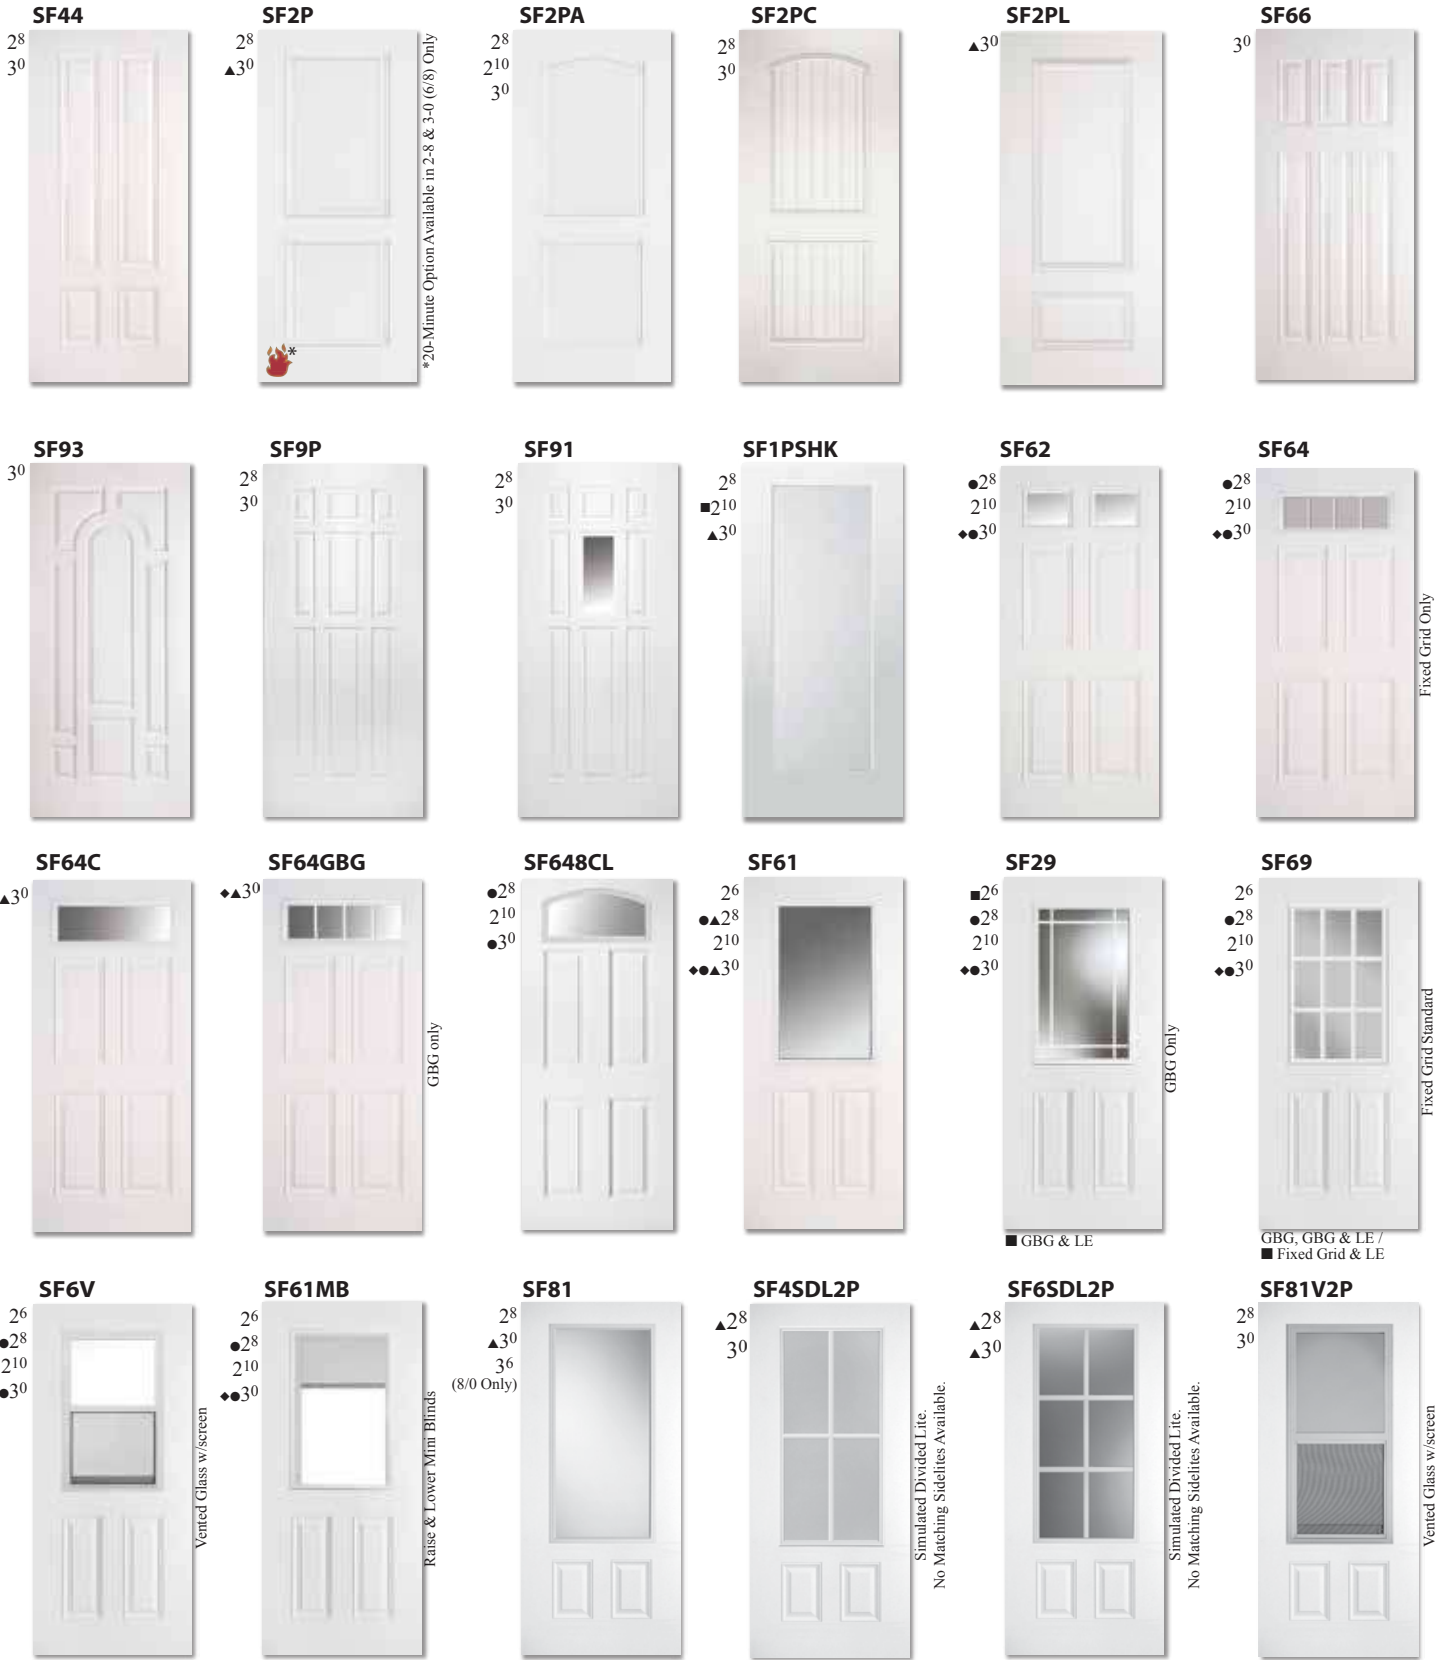 SF44
2⁸
3⁰
SF2P
2⁸
▲3⁰
*20-Minute Option Available in 2-8 & 3-0 (6/8) Only
*
SF2PA
2⁸
2¹⁰
3⁰
SF2PC
2⁸
3⁰
SF2PL
▲3⁰
SF66
3⁰
SF93
3⁰
SF9P
2⁸
3⁰
SF91
2⁸
3⁰
SF1PSHK
2⁸
■2¹⁰
▲3⁰
SF62
●2⁸
2¹⁰
◆●3⁰
SF64
●2⁸
2¹⁰
◆●3⁰
Fixed Grid Only
SF64C
▲3⁰
SF64GBG
◆▲3⁰
GBG only
SF648CL
●2⁸
2¹⁰
●3⁰
SF61
2⁶
●▲2⁸
2¹⁰
◆●▲3⁰
SF29
■2⁶
●2⁸
2¹⁰
◆●3⁰
GBG Only
■ GBG & LE
SF69
2⁶
●2⁸
2¹⁰
◆●3⁰
Fixed Grid Standard
GBG, GBG & LE /
■ Fixed Grid & LE
SF6V
2⁶
●2⁸
2¹⁰
●3⁰
Vented Glass w/screen
SF61MB
2⁶
●2⁸
2¹⁰
◆●3⁰
Raise & Lower Mini Blinds
SF81
2⁸
▲3⁰
3⁶
(8/0 Only)
SF4SDL2P
▲2⁸
3⁰
Simulated Divided Lite.
No Matching Sidelites Available.
SF6SDL2P
▲2⁸
▲3⁰
Simulated Divided Lite.
No Matching Sidelites Available.
SF81V2P
2⁸
3⁰
Vented Glass w/screen